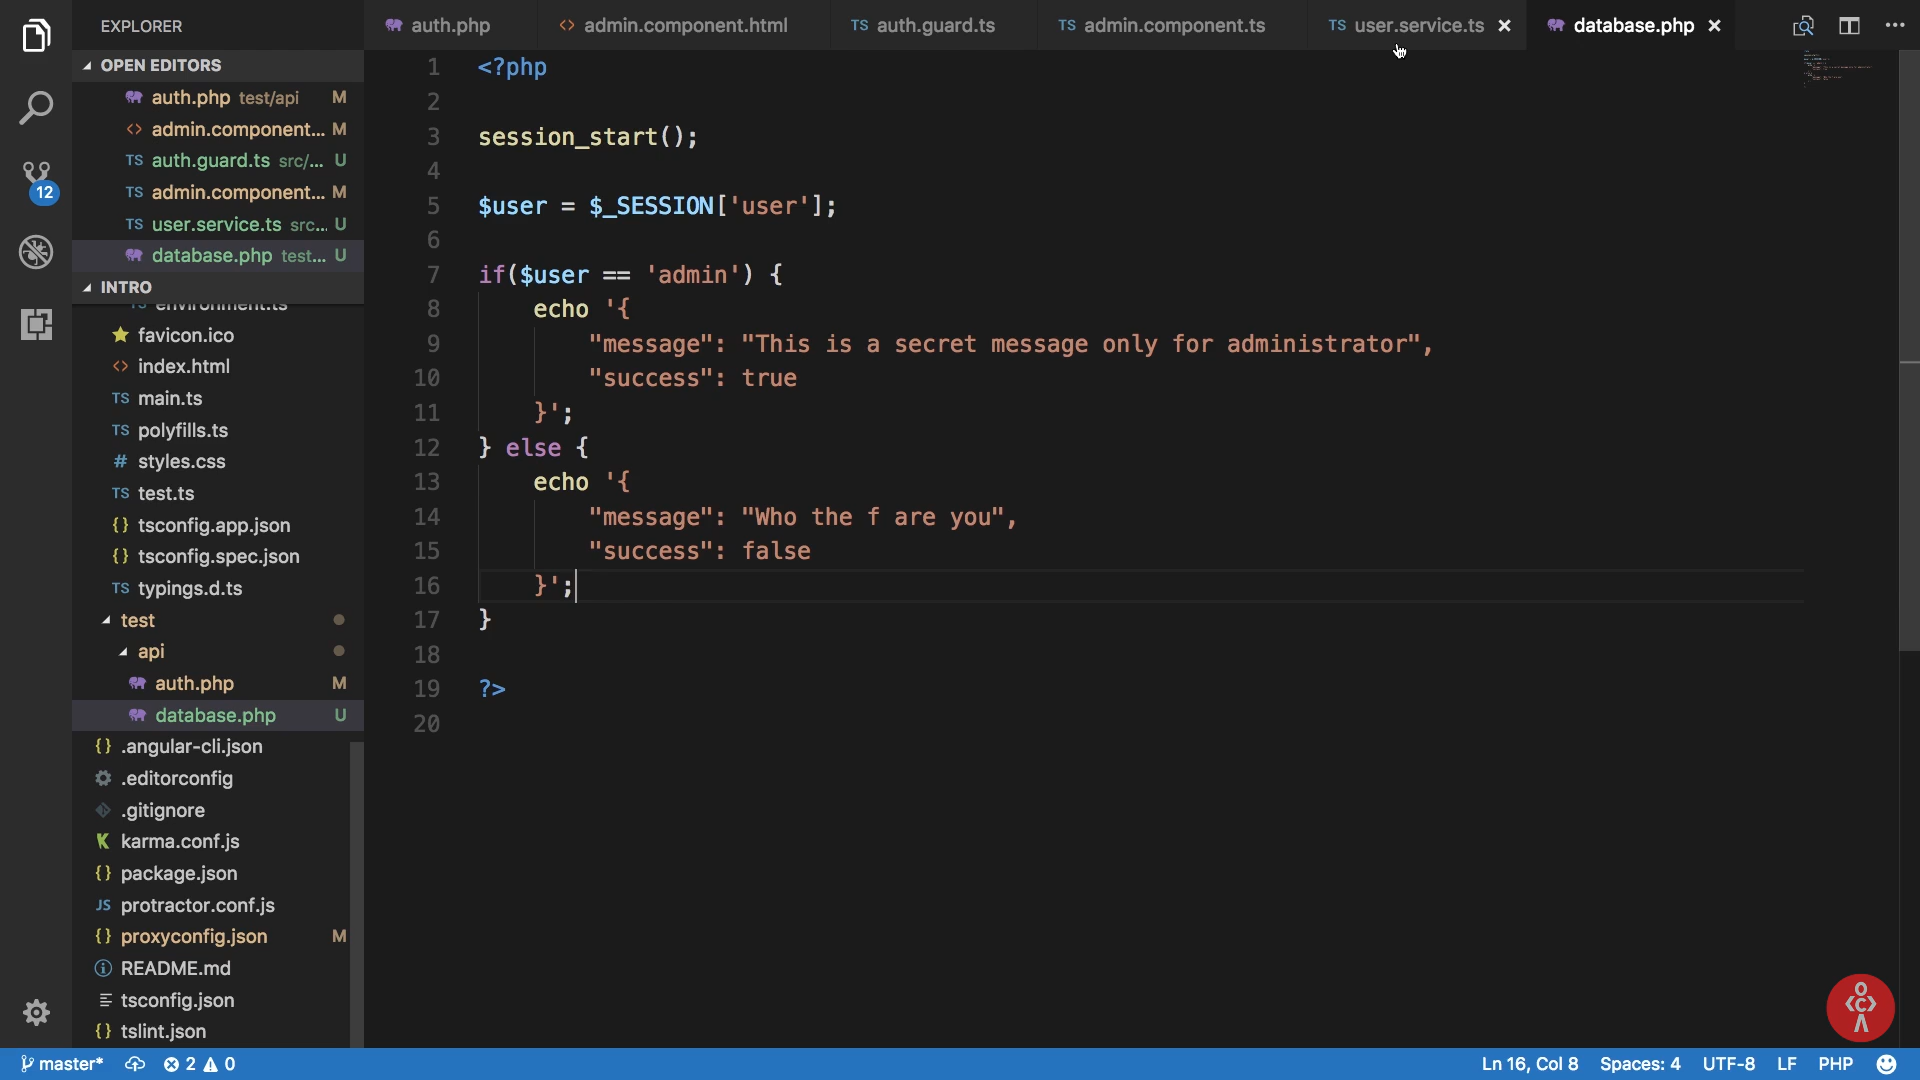 EXPLORER
auth.php
admin.component.html
TS auth.guard.ts
TS admin.component.ts
TS user.service.ts
database.php
OPEN EDITORS
auth.php test/api M
admin.component... M
TS auth.guard.ts src/... U
TS admin.component... M
TS user.service.ts src... U
database.php test... U
INTRO
TS environment.ts
favicon.ico
index.html
TS main.ts
TS polyfills.ts
# styles.css
TS test.ts
{} tsconfig.app.json
{} tsconfig.spec.json
TS typings.d.ts
test
api
auth.php M
database.php U
{} .angular-cli.json
.editorconfig
.gitignore
K karma.conf.js
{} package.json
JS protractor.conf.js
{} proxyconfig.json M
README.md
tsconfig.json
{} tslint.json
12
1 <?php
2
3 session_start();
4
5 $user = $_SESSION['user'];
6
7 if($user == 'admin') {
8 echo '{
9 "message": "This is a secret message only for administrator",
10 "success": true
11 }';
12 } else {
13 echo '{
14 "message": "Who the f are you",
15 "success": false
16 }';
17 }
18
19 ?>
20
master* 2 0
Ln 16, Col 8 Spaces: 4 UTF-8 LF PHP